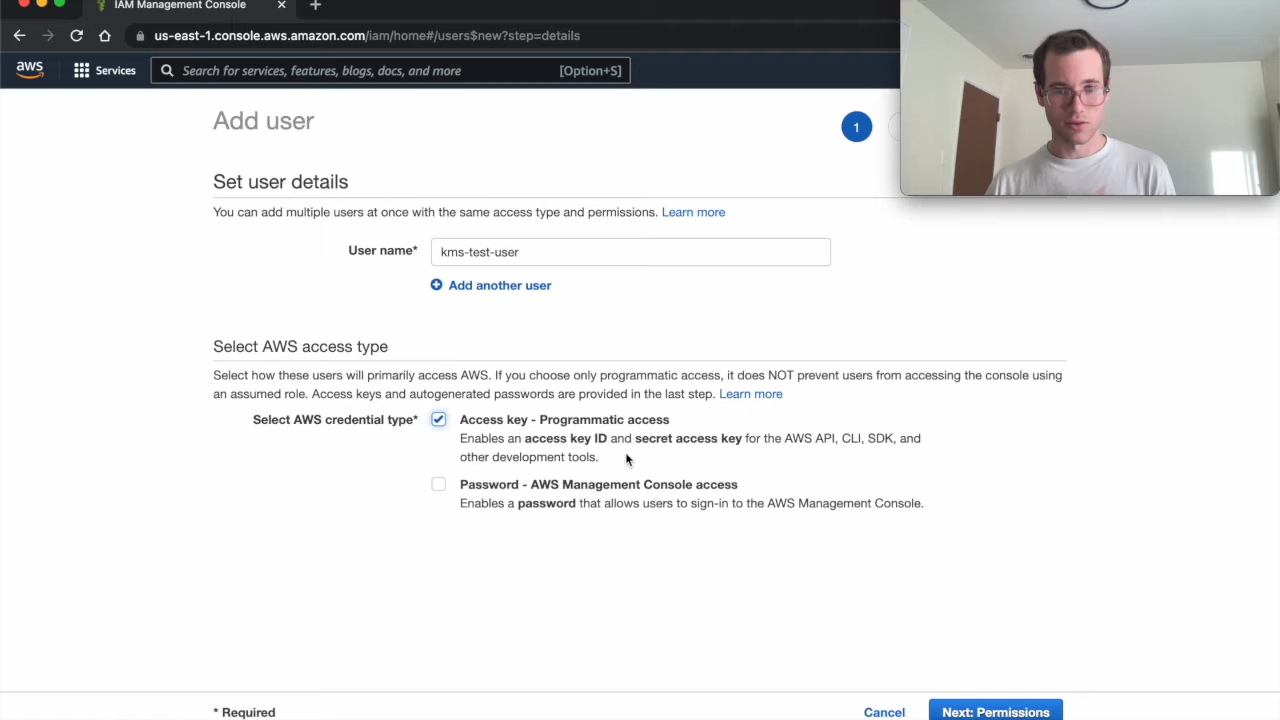 IAM Management Console
us-east-1.console.aws.amazon.com/iam/home#/users$new?step=details
aws
Services
Search for services, features, blogs, docs, and more
[Option+S]
Add user
1
Set user details
You can add multiple users at once with the same access type and permissions. Learn more
User name*
kms-test-user
Add another user
Select AWS access type
Select how these users will primarily access AWS. If you choose only programmatic access, it does NOT prevent users from accessing the console using
an assumed role. Access keys and autogenerated passwords are provided in the last step. Learn more
Select AWS credential type*
Access key - Programmatic access
Enables an access key ID and secret access key for the AWS API, CLI, SDK, and
other development tools.
Password - AWS Management Console access
Enables a password that allows users to sign-in to the AWS Management Console.
* Required
Cancel
Next: Permissions